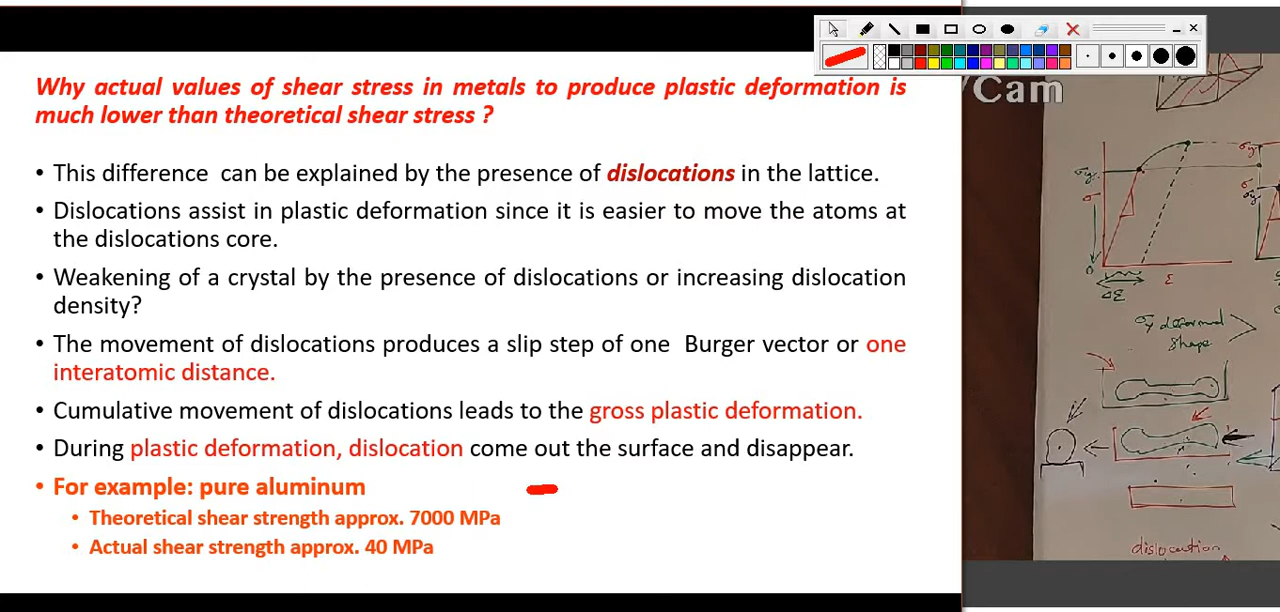 Why actual values of shear stress in metals to produce plastic deformation is
much lower than theoretical shear stress ?
• This difference can be explained by the presence of dislocations in the lattice.
• Dislocations assist in plastic deformation since it is easier to move the atoms at
the dislocations core.
• Weakening of a crystal by the presence of dislocations or increasing dislocation
density?
• The movement of dislocations produces a slip step of one Burger vector or one
interatomic distance.
• Cumulative movement of dislocations leads to the gross plastic deformation.
• During plastic deformation, dislocation come out the surface and disappear.
• For example: pure aluminum
• Theoretical shear strength approx. 7000 MPa
• Actual shear strength approx. 40 MPa
Cam
σy
σy
σ
σ
σy
0
ε
Δε
σy deformed
shape
dislocation